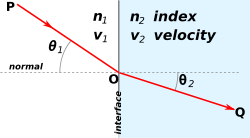 P
n1 n2 index
v1 v2 velocity
θ1
normal
O
θ2
interface
Q